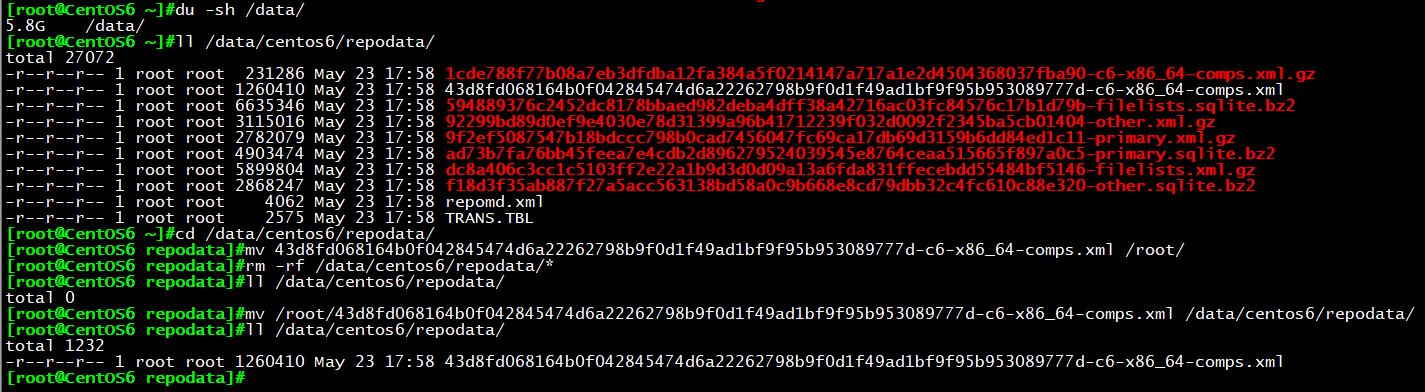 [root@CentOS6 ~]#du -sh /data/
5.8G    /data/
[root@CentOS6 ~]#ll /data/centos6/repodata/
total 27072
-r--r--r-- 1 root root  231286 May 23 17:58 1cde788f77b08a7eb3dfdba12fa384a5f0214147a717a1e2d4504368037fba90-c6-x86_64-comps.xml.gz
-r--r--r-- 1 root root 1260410 May 23 17:58 43d8fd068164b0f042845474d6a22262798b9f0d1f49ad1bf9f95b953089777d-c6-x86_64-comps.xml
-r--r--r-- 1 root root 6635346 May 23 17:58 594889376c2452dc8178bbaed982deba4dff38a42716ac03fc84576c17b1d79b-filelists.sqlite.bz2
-r--r--r-- 1 root root 3115016 May 23 17:58 92299bd89d0ef9e4030e78d31399a96b41712239f032d0092f2345ba5cb01404-other.xml.gz
-r--r--r-- 1 root root 2782079 May 23 17:58 9f2ef5087547b18bdccc798b0cad7456047fc69ca17db69d3159b6dd84ed1c11-primary.xml.gz
-r--r--r-- 1 root root 4903474 May 23 17:58 ad73b7fa76bb45feea7e4cdb2d896279524039545e8764ceaa515665f897a0c5-primary.sqlite.bz2
-r--r--r-- 1 root root 5899804 May 23 17:58 dc8a406c3cc1c5103ff2e22a1b9d3d0d09a13a6fda831ffecebdd55484bf5146-filelists.xml.gz
-r--r--r-- 1 root root 2868247 May 23 17:58 f18d3f35ab887f27a5acc563138bd58a0c9b668e8cd79dbb32c4fc610c88e320-other.sqlite.bz2
-r--r--r-- 1 root root    4062 May 23 17:58 repomd.xml
-r--r--r-- 1 root root    2575 May 23 17:58 TRANS.TBL
[root@CentOS6 ~]#cd /data/centos6/repodata/
[root@CentOS6 repodata]#mv 43d8fd068164b0f042845474d6a22262798b9f0d1f49ad1bf9f95b953089777d-c6-x86_64-comps.xml /root/
[root@CentOS6 repodata]#rm -rf /data/centos6/repodata/*
[root@CentOS6 repodata]#ll /data/centos6/repodata/
total 0
[root@CentOS6 repodata]#mv /root/43d8fd068164b0f042845474d6a22262798b9f0d1f49ad1bf9f95b953089777d-c6-x86_64-comps.xml /data/centos6/repodata/
[root@CentOS6 repodata]#ll /data/centos6/repodata/
total 1232
-r--r--r-- 1 root root 1260410 May 23 17:58 43d8fd068164b0f042845474d6a22262798b9f0d1f49ad1bf9f95b953089777d-c6-x86_64-comps.xml
[root@CentOS6 repodata]#